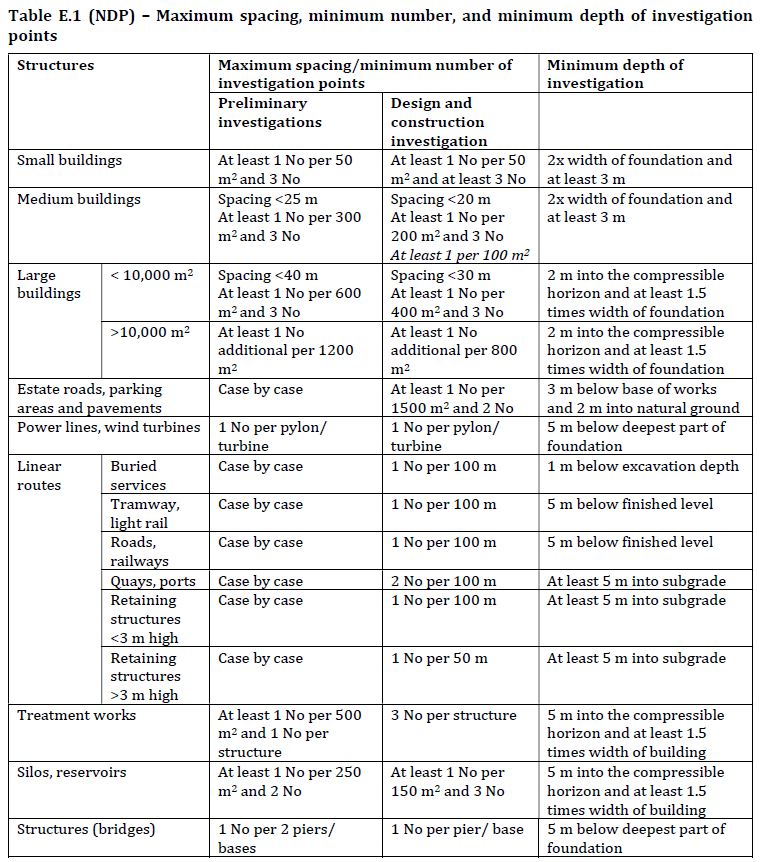 Table E.1 (NDP) – Maximum spacing, minimum number, and minimum depth of investigation
points
Structures
Maximum spacing/minimum number of
investigation points
Minimum depth of
investigation
Preliminary
investigations
Design and
construction
investigation
Small buildings
At least 1 No per 50
m² and 3 No
At least 1 No per 50
m² and at least 3 No
2x width of foundation and
at least 3 m
Medium buildings
Spacing <25 m
At least 1 No per 300
m² and 3 No
Spacing <20 m
At least 1 No per
200 m² and 3 No
At least 1 per 100 m²
2x width of foundation and
at least 3 m
Large
buildings
< 10,000 m²
Spacing <40 m
At least 1 No per 600
m² and 3 No
Spacing <30 m
At least 1 No per
400 m² and 3 No
2 m into the compressible
horizon and at least 1.5
times width of foundation
>10,000 m²
At least 1 No
additional per 1200
m²
At least 1 No
additional per 800
m²
2 m into the compressible
horizon and at least 1.5
times width of foundation
Estate roads, parking
areas and pavements
Case by case
At least 1 No per
1500 m² and 2 No
3 m below base of works
and 2 m into natural ground
Power lines, wind turbines
1 No per pylon/
turbine
1 No per pylon/
turbine
5 m below deepest part of
foundation
Linear
routes
Buried
services
Case by case
1 No per 100 m
1 m below excavation depth
Tramway,
light rail
Case by case
1 No per 100 m
5 m below finished level
Roads,
railways
Case by case
1 No per 100 m
5 m below finished level
Quays, ports
Case by case
2 No per 100 m
At least 5 m into subgrade
Retaining
structures
<3 m high
Case by case
1 No per 100 m
At least 5 m into subgrade
Retaining
structures
>3 m high
Case by case
1 No per 50 m
At least 5 m into subgrade
Treatment works
At least 1 No per 500
m² and 1 No per
structure
3 No per structure
5 m into the compressible
horizon and at least 1.5
times width of building
Silos, reservoirs
At least 1 No per 250
m² and 2 No
At least 1 No per
150 m² and 3 No
5 m into the compressible
horizon and at least 1.5
times width of building
Structures (bridges)
1 No per 2 piers/
bases
1 No per pier/ base
5 m below deepest part of
foundation